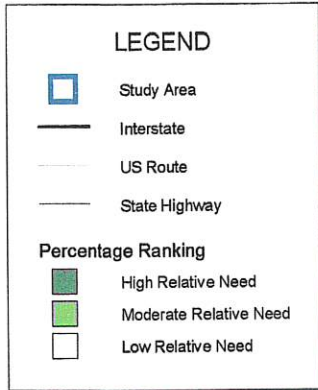 LEGEND
Study Area
Interstate
US Route
State Highway
Percentage Ranking
High Relative Need
Moderate Relative Need
Low Relative Need